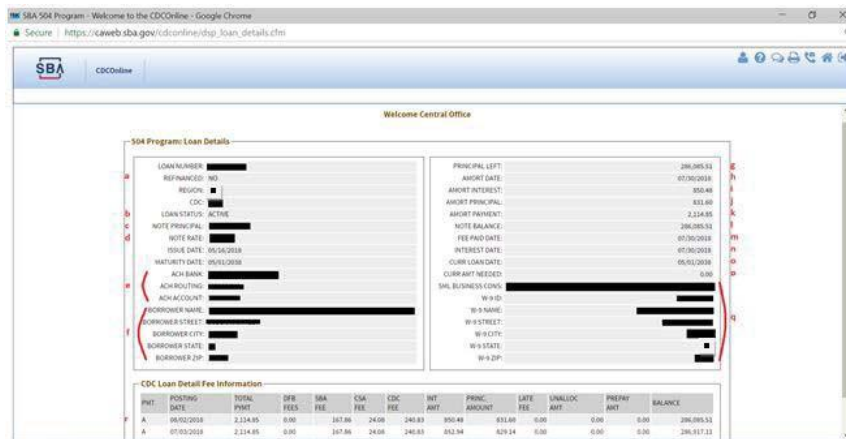 SBA 504 Program - Welcome to the CDCOnline - Google Chrome
Secure https://caweb.sba.gov/cdconline/dsp_loan_details.cfm
SBA CDCOnline
Welcome Central Office
504 Program: Loan Details
LOAN NUMBER:
a REFINANCED: NO
REGION:
CDC:
b LOAN STATUS: ACTIVE
c NOTE PRINCIPAL:
d NOTE RATE:
ISSUE DATE: 05/16/2018
MATURITY DATE: 05/01/2038
ACH BANK:
e ACH ROUTING:
ACH ACCOUNT:
BORROWER NAME:
BORROWER STREET:
f BORROWER CITY:
BORROWER STATE:
BORROWER ZIP:
PRINCIPAL LEFT: 286,085.51 g
AMORT DATE: 07/30/2018 h
AMORT INTEREST: 850.48 i
AMORT PRINCIPAL: 831.60 j
AMORT PAYMENT: 2,114.85 k
NOTE BALANCE: 286,085.51 l
FEE PAID DATE: 07/30/2018 m
INTEREST DATE: 07/30/2018 n
CURR LOAN DATE: 05/01/2038 o
CURR AMT NEEDED: 0.00 p
SML BUSINESS CONS:
W-9 ID:
W-9 NAME:
W-9 STREET: q
W-9 CITY:
W-9 STATE:
W-9 ZIP:
CDC Loan Detail Fee Information
PMT POSTING DATE TOTAL PYMT DFB FEES SBA FEE CSA FEE CDC FEE INT AMT PRINC. AMOUNT LATE FEE UNALLOC AMT PREPAY AMT BALANCE
r A 08/02/2018 2,114.85 0.00 167.86 24.08 240.83 850.48 831.60 0.00 0.00 0.00 286,085.51
A 07/03/2018 2,114.85 0.00 167.86 24.08 240.83 852.94 829.14 0.00 0.00 0.00 286,917.11